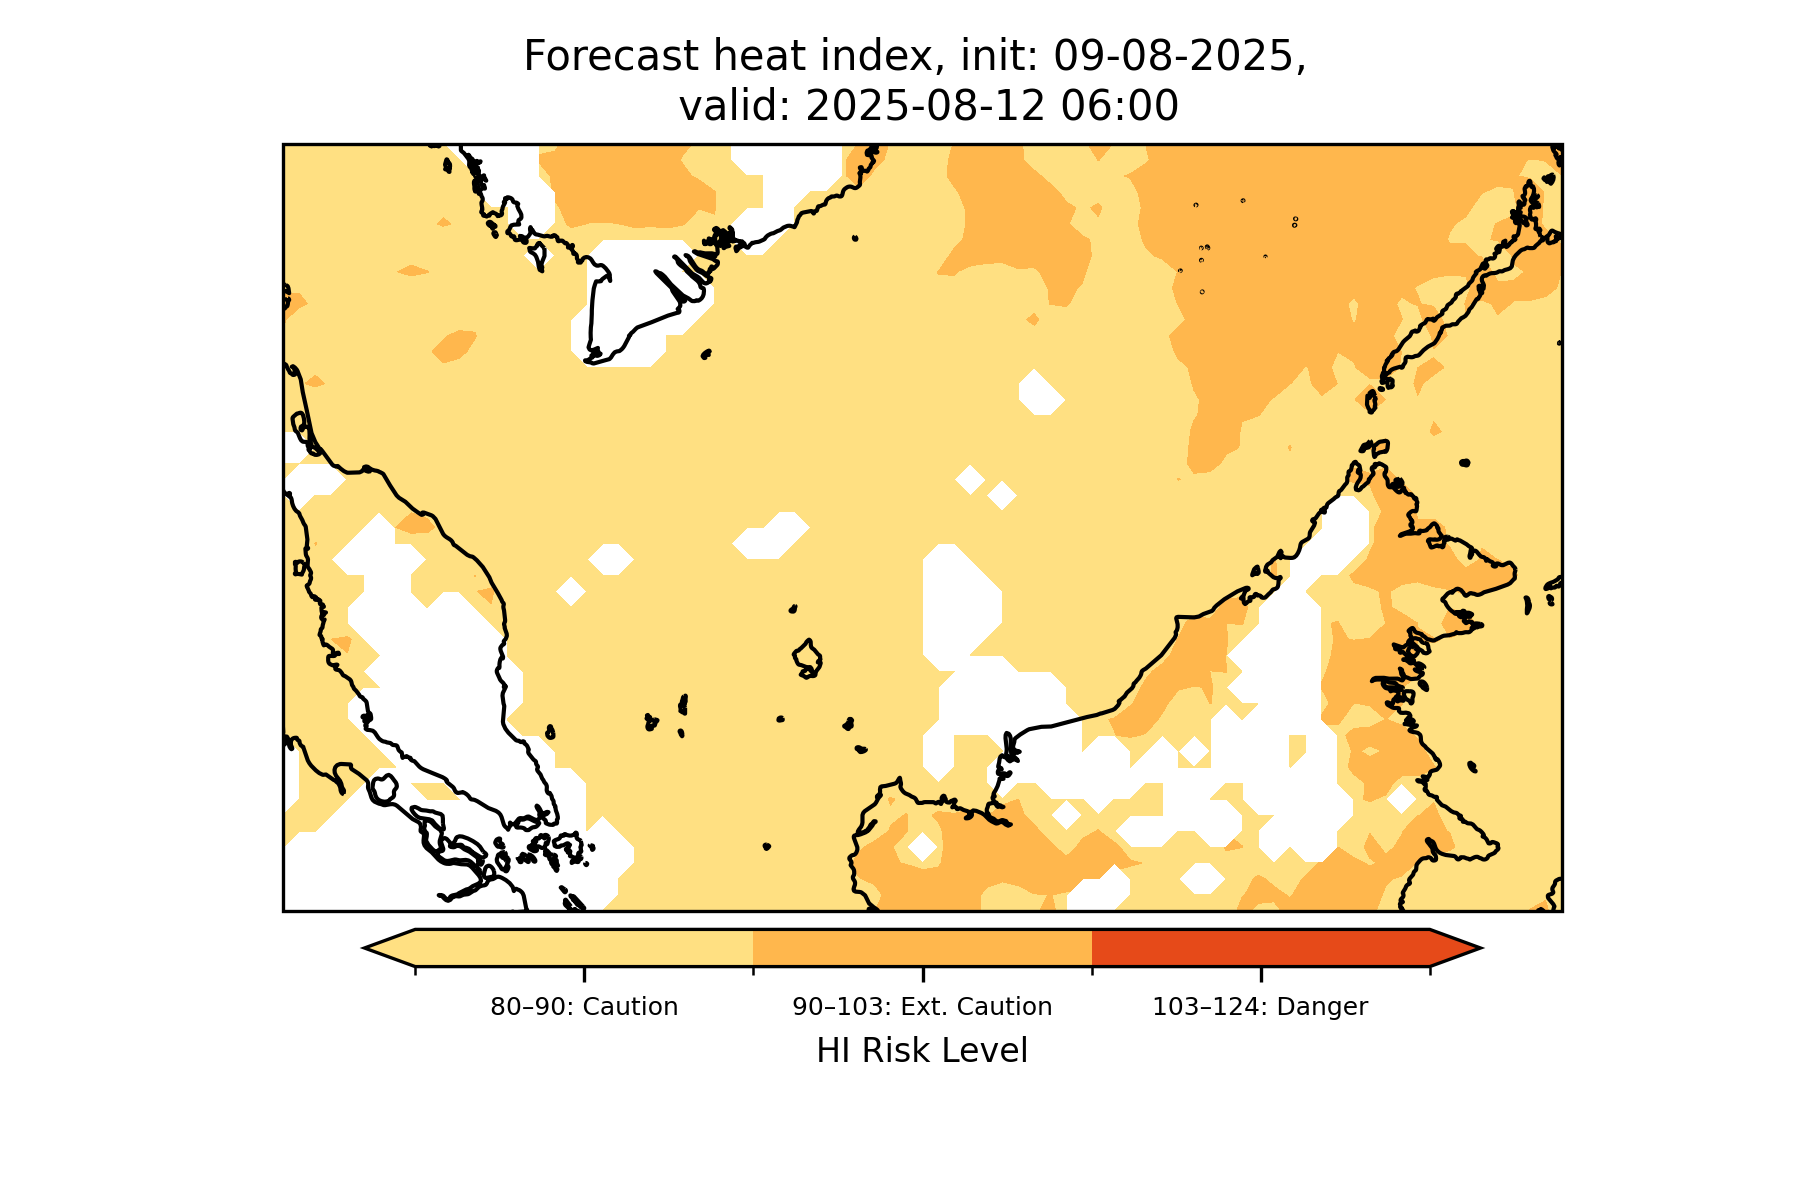 Forecast heat index, init: 09-08-2025,
valid: 2025-08-12 06:00
80–90: Caution
90–103: Ext. Caution
103–124: Danger
HI Risk Level